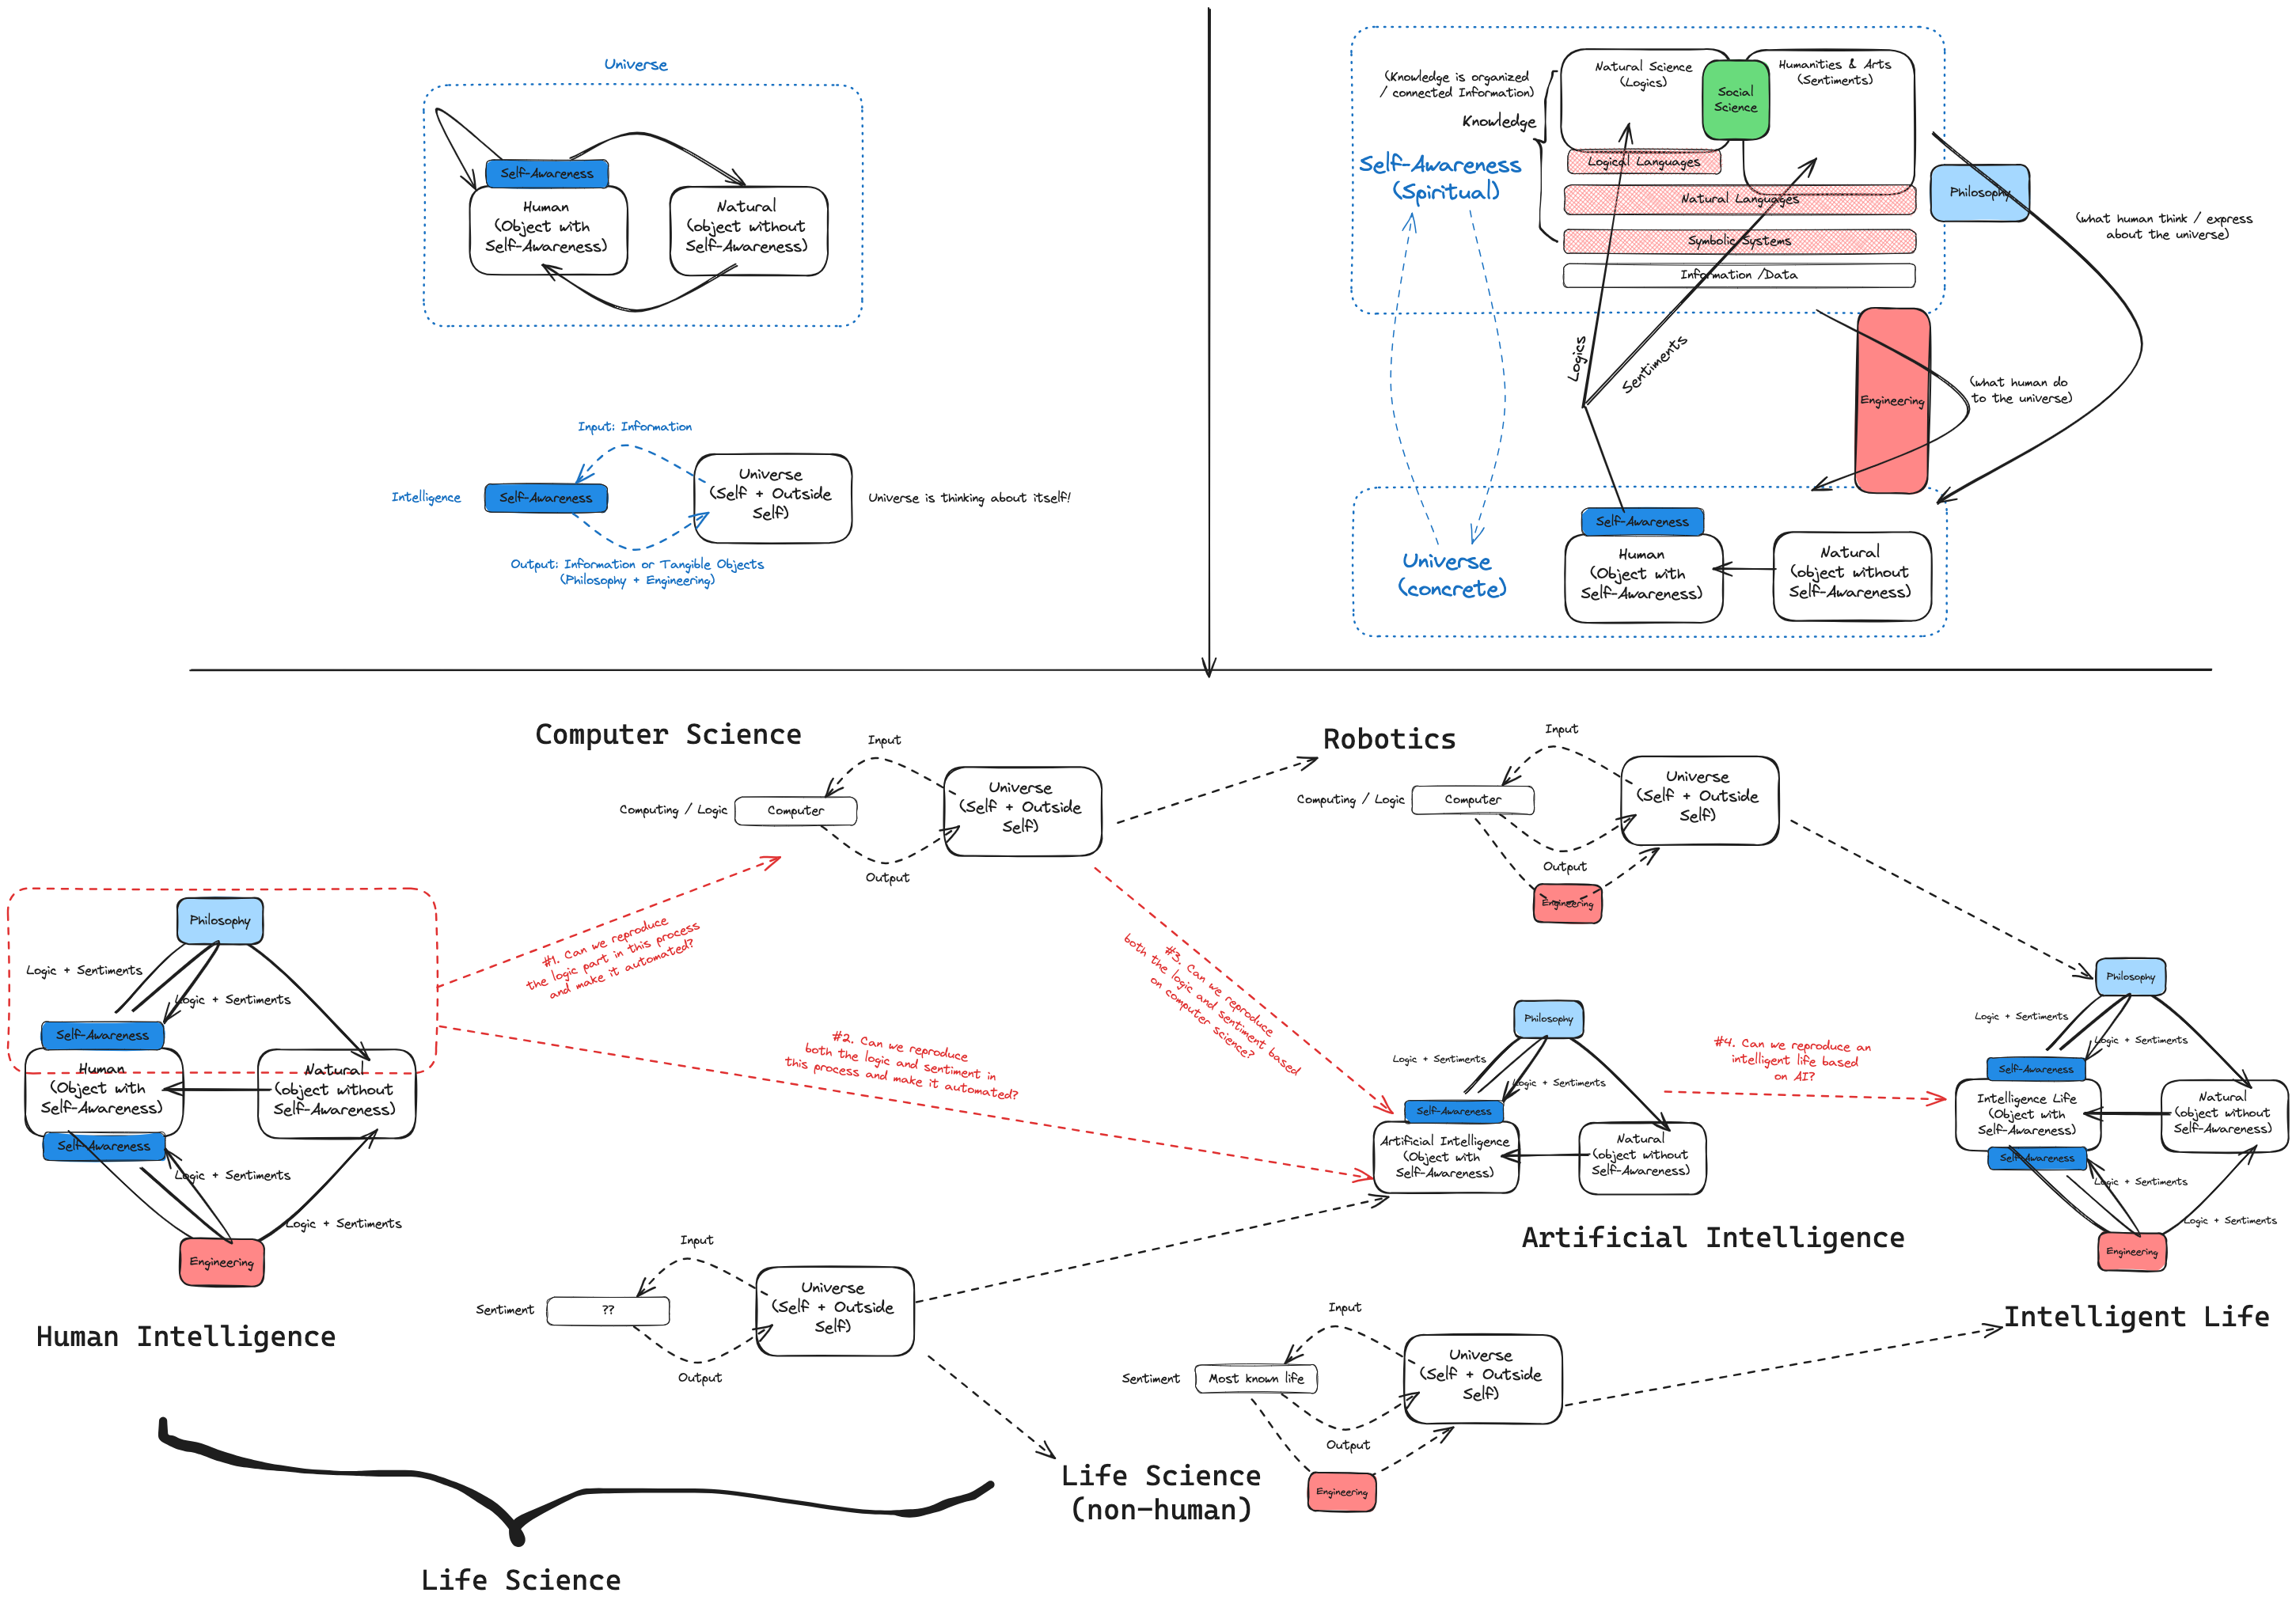 Universe
Self-Awareness
Human
(Object with
Self-Awareness)
Natural
(object without
Self-Awareness)
Input: Information
Intelligence
Self-Awareness
Universe
(Self + Outside
Self)
Universe is thinking about itself!
Output: Information or Tangible Objects
(Philosophy + Engineering)
(Knowledge is organized
/ connected Information)
Knowledge
Natural Science
(Logics)
Social
Science
Humanities & Arts
(Sentiments)
Self-Awareness
(Spiritual)
Logical Languages
Natural Languages
Symbolic Systems
Information /Data
Philosophy
(what human think / express
about the universe)
Logics
Sentiments
Engineering
(what human do
to the universe)
Universe
(concrete)
Self-Awareness
Human
(Object with
Self-Awareness)
Natural
(object without
Self-Awareness)
Computer Science
Input
Computing / Logic
Computer
Universe
(Self + Outside
Self)
Output
Robotics
Input
Computing / Logic
Computer
Universe
(Self + Outside
Self)
Output
Engineering
Philosophy
Logic + Sentiments
Logic + Sentiments
Self-Awareness
Human
(Object with
Self-Awareness)
Natural
(object without
Self-Awareness)
Self-Awareness
Logic + Sentiments
Logic + Sentiments
Engineering
Human Intelligence
#1. Can we reproduce
the logic part in this process
and make it automated?
#2. Can we reproduce
both the logic and sentiment in
this process and make it automated?
#3. Can we reproduce
both the logic and sentiment based
on computer science?
Philosophy
Logic + Sentiments
Logic + Sentiments
Self-Awareness
Artificial Intelligence
(Object with
Self-Awareness)
Natural
(object without
Self-Awareness)
Artificial Intelligence
#4. Can we reproduce an
intelligent life based
on AI?
Philosophy
Logic + Sentiments
Logic + Sentiments
Self-Awareness
Intelligence Life
(Object with
Self-Awareness)
Natural
(object without
Self-Awareness)
Self-Awareness
Logic + Sentiments
Logic + Sentiments
Engineering
Intelligent Life
Input
Sentiment
??
Universe
(Self + Outside
Self)
Output
Input
Sentiment
Most known life
Universe
(Self + Outside
Self)
Output
Engineering
Life Science
(non-human)
Life Science